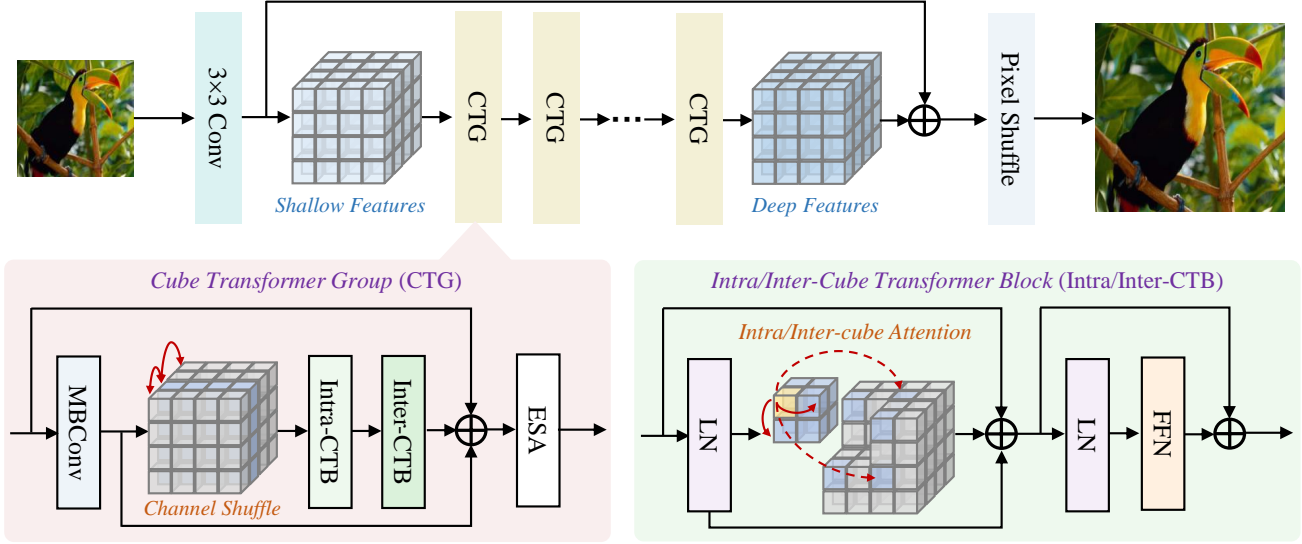 3×3 Conv
Shallow Features
CTG
CTG
CTG
Deep Features
Pixel Shuffle
Cube Transformer Group (CTG)
MBConv
Channel Shuffle
Intra-CTB
Inter-CTB
ESA
Intra/Inter-Cube Transformer Block (Intra/Inter-CTB)
Intra/Inter-cube Attention
LN
LN
FFN